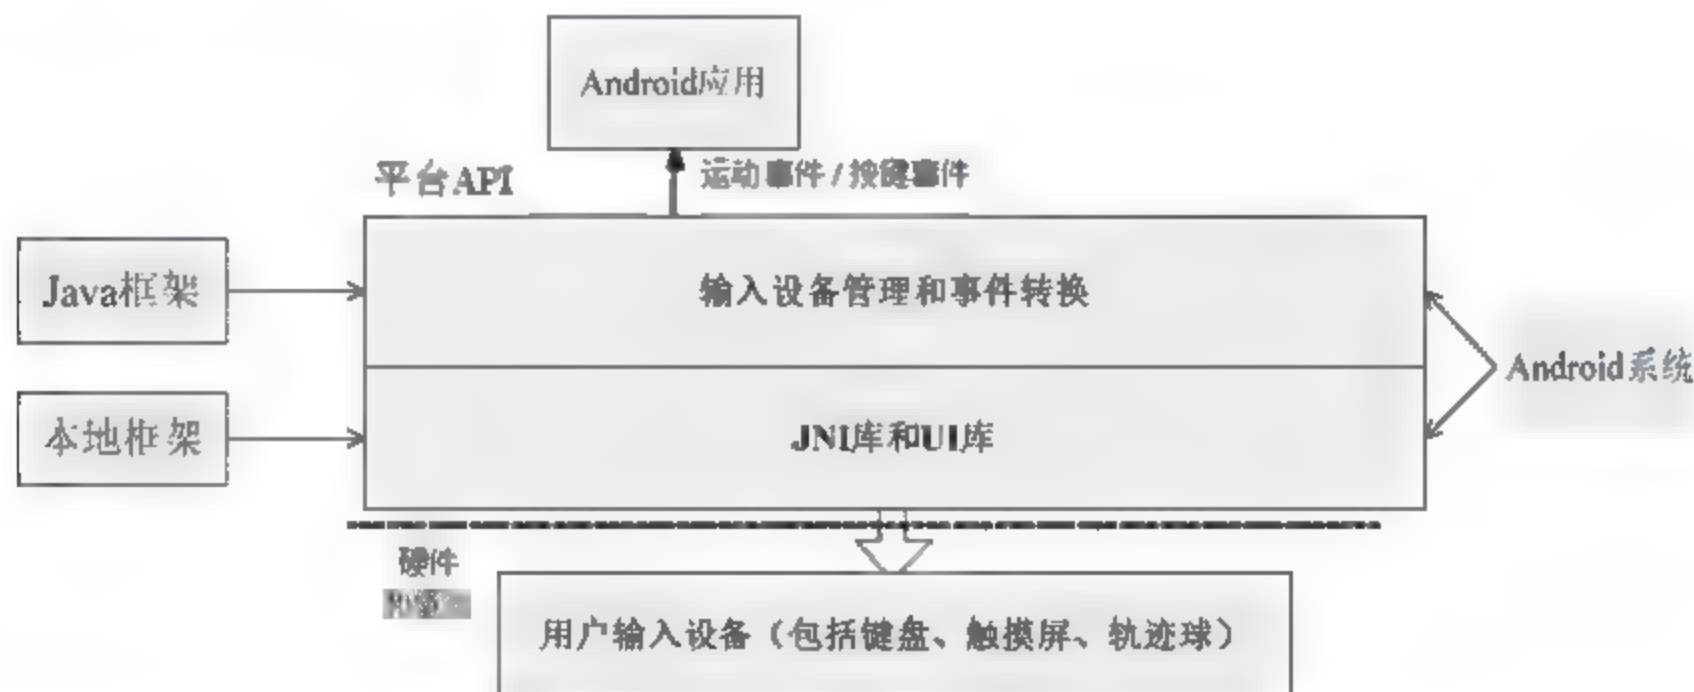 Android应用
平台API
运动事件/按键事件
Java框架
输入设备管理和事件转换
Android系统
本地框架
JNI库和UI库
硬件
用户输入设备（包括键盘、触摸屏、轨迹球）